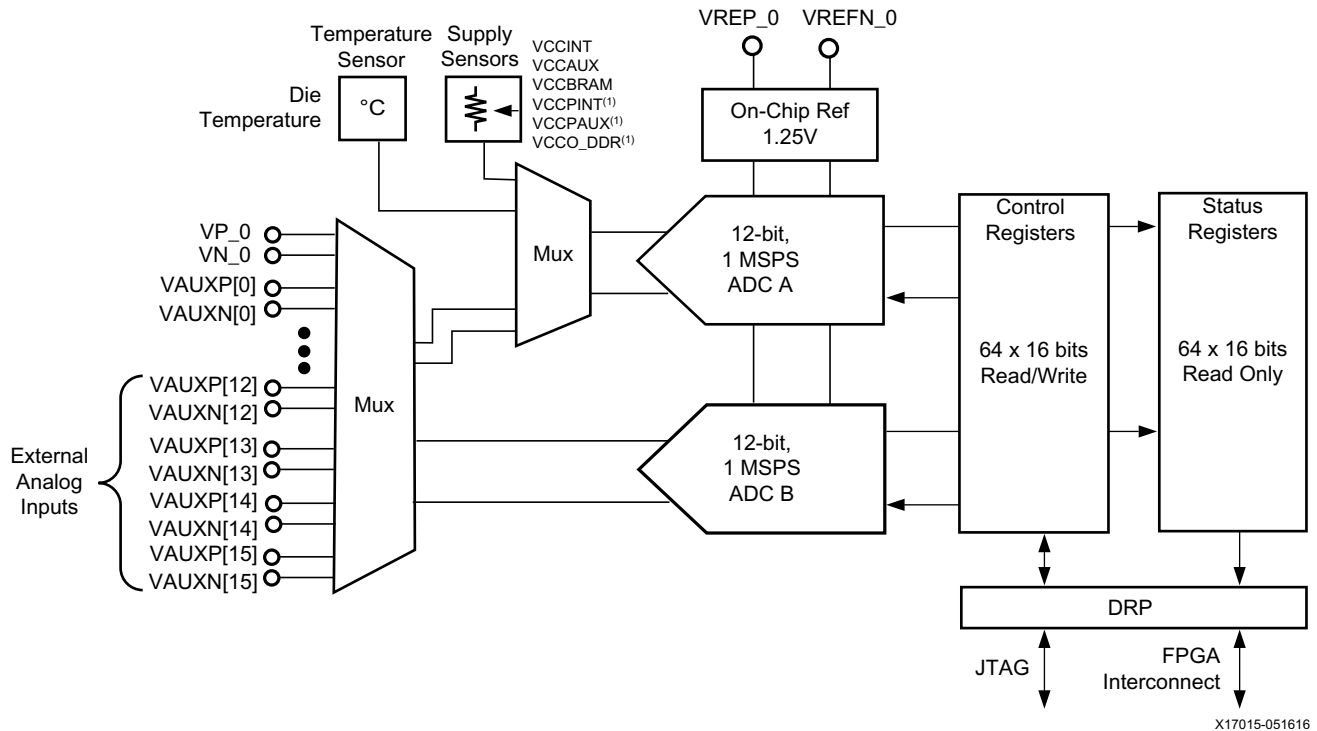 VREP_0 VREFN_0
Temperature
Sensor
Supply
Sensors
VCCINT
VCCAUX
VCCBRAM
VCCPINT(1)
VCCPAUX(1)
VCCO_DDR(1)
Die
Temperature
°C
On-Chip Ref
1.25V
VP_0
VN_0
VAUXP[0]
VAUXN[0]
VAUXP[12]
VAUXN[12]
VAUXP[13]
VAUXN[13]
VAUXP[14]
VAUXN[14]
VAUXP[15]
VAUXN[15]
External
Analog
Inputs
Mux
Mux
12-bit,
1 MSPS
ADC A
12-bit,
1 MSPS
ADC B
Control
Registers
64 x 16 bits
Read/Write
Status
Registers
64 x 16 bits
Read Only
DRP
JTAG
FPGA
Interconnect
X17015-051616